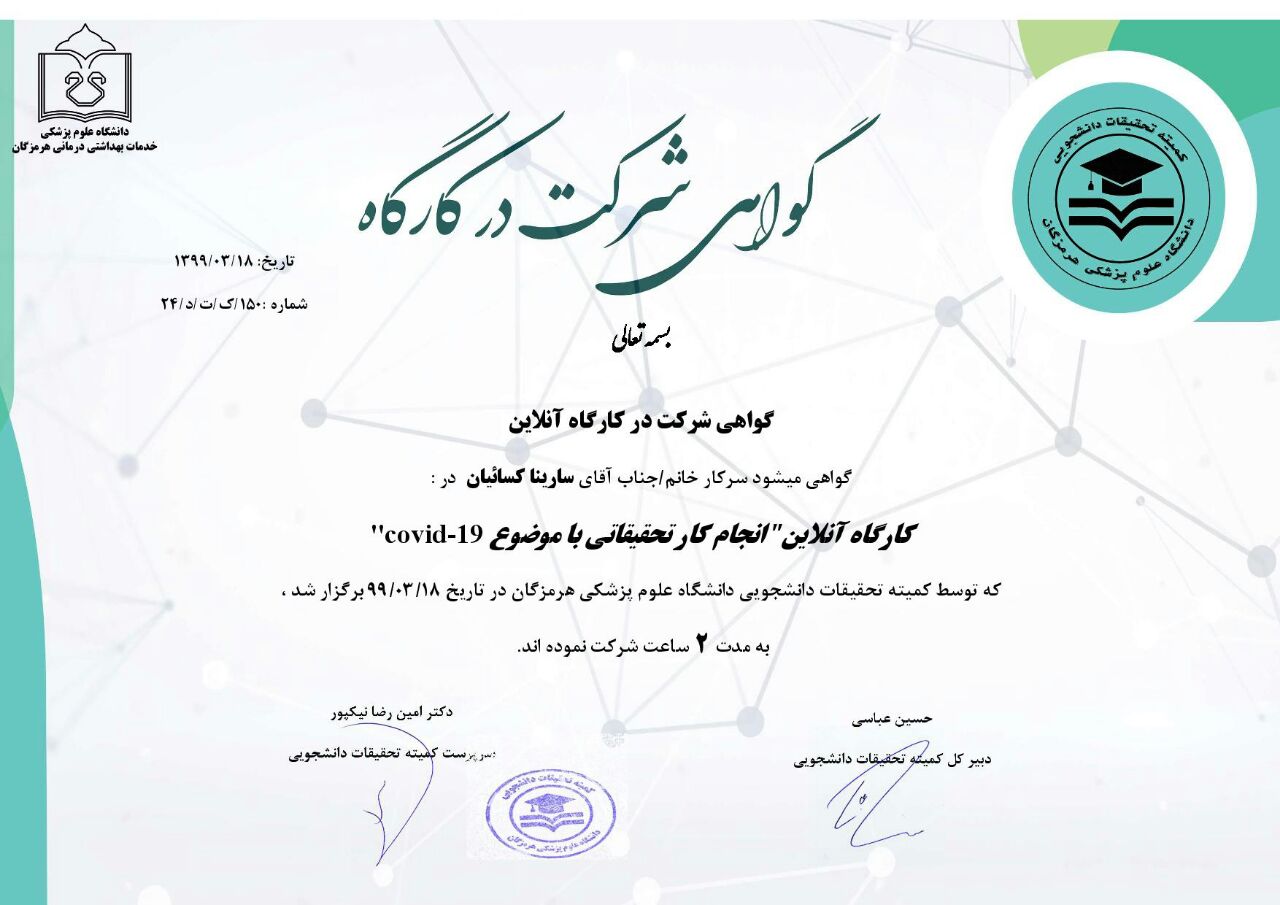 دانشگاه علوم پزشکی
خدمات بهداشتی درمانی هرمزگان
کمیته تحقیقات دانشجویی
دانشگاه علوم پزشکی هرمزگان
گواهی شرکت در کارگاه
تاریخ: ۱۳۹۹/۰۳/۱۸
شماره :۱۵۰/ک/ت/د/۲۴
بسمه تعالی
گواهی شرکت در کارگاه آنلاین
گواهی میشود سرکار خانم/جناب آقای سارینا کسائیان در :
کارگاه آنلاین"انجام کار تحقیقاتی با موضوع covid-19"
که توسط کمیته تحقیقات دانشجویی دانشگاه علوم پزشکی هرمزگان در تاریخ ۹۹/۰۳/۱۸ برگزار شد ،
به مدت ۲ ساعت شرکت نموده اند.
حسین عباسی
دبیر کل کمیته تحقیقات دانشجویی
دکتر امین رضا نیکپور
سرپرست کمیته تحقیقات دانشجویی
کمیته تحقیقات دانشجویی
دانشگاه علوم پزشکی هرمزگان